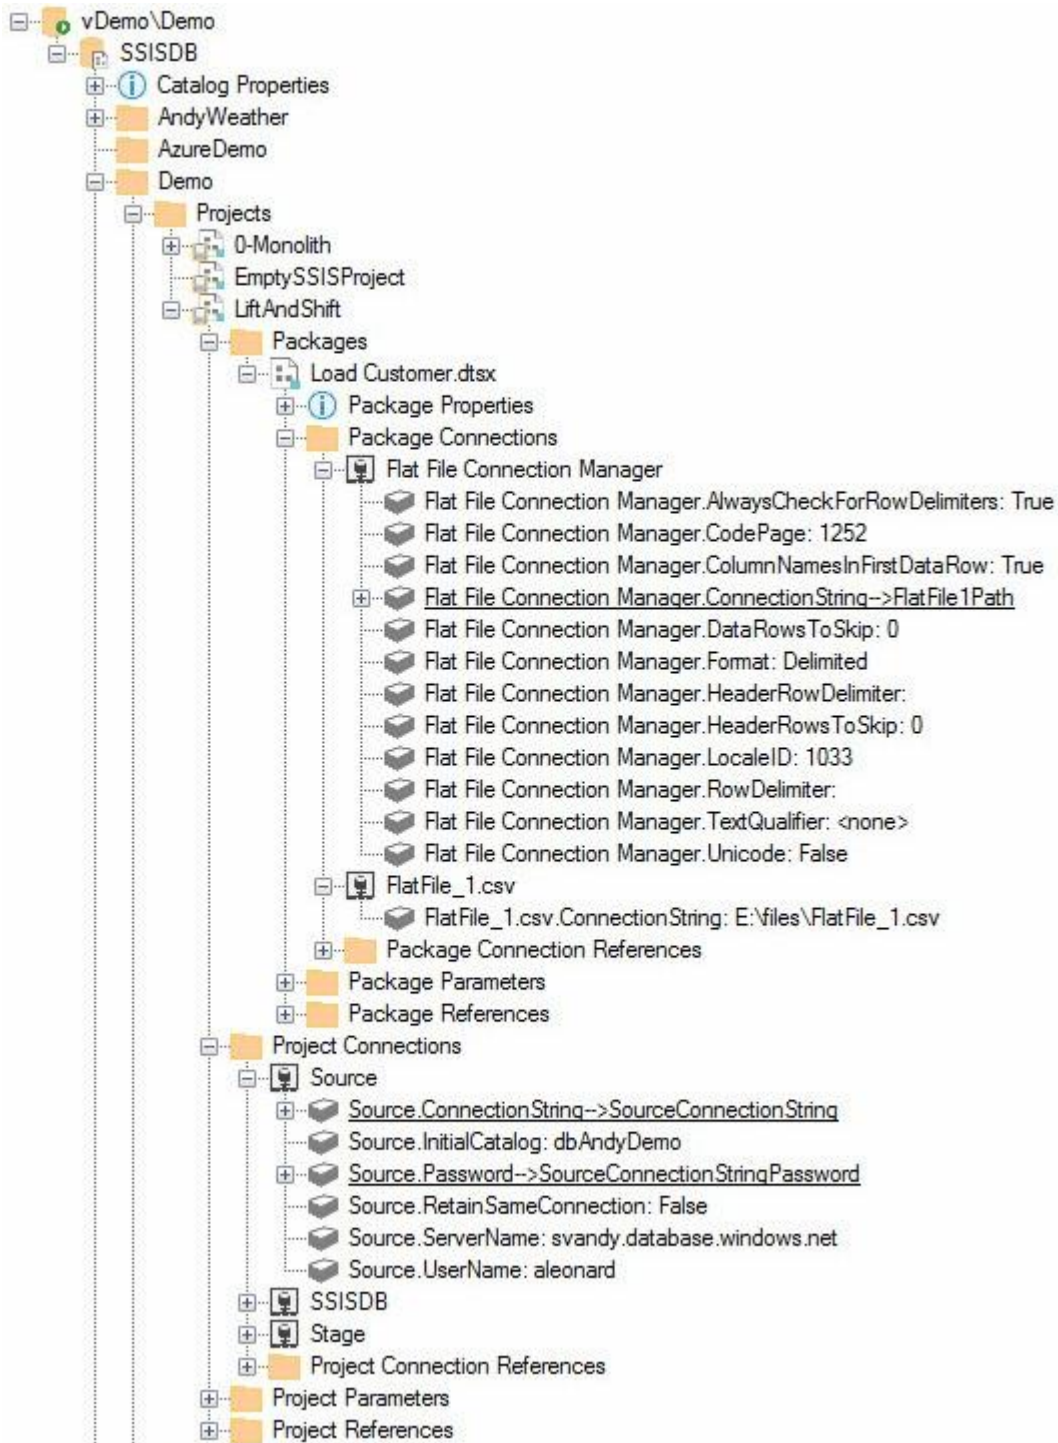 vDemo\Demo
SSISDB
Catalog Properties
AndyWeather
AzureDemo
Demo
Projects
0-Monolith
EmptySSISProject
LiftAndShift
Packages
Load Customer.dtsx
Package Properties
Package Connections
Flat File Connection Manager
Flat File Connection Manager.AlwaysCheckForRowDelimiters: True
Flat File Connection Manager.CodePage: 1252
Flat File Connection Manager.ColumnNamesInFirstDataRow: True
Flat File Connection Manager.ConnectionString-->FlatFile1Path
Flat File Connection Manager.DataRowsToSkip: 0
Flat File Connection Manager.Format: Delimited
Flat File Connection Manager.HeaderRowDelimiter:
Flat File Connection Manager.HeaderRowsToSkip: 0
Flat File Connection Manager.LocaleID: 1033
Flat File Connection Manager.RowDelimiter:
Flat File Connection Manager.TextQualifier: <none>
Flat File Connection Manager.Unicode: False
FlatFile_1.csv
FlatFile_1.csv.ConnectionString: E:\files\FlatFile_1.csv
Package Connection References
Package Parameters
Package References
Project Connections
Source
Source.ConnectionString-->SourceConnectionString
Source.InitialCatalog: dbAndyDemo
Source.Password-->SourceConnectionStringPassword
Source.RetainSameConnection: False
Source.ServerName: svandy.database.windows.net
Source.UserName: aleonard
SSISDB
Stage
Project Connection References
Project Parameters
Project References